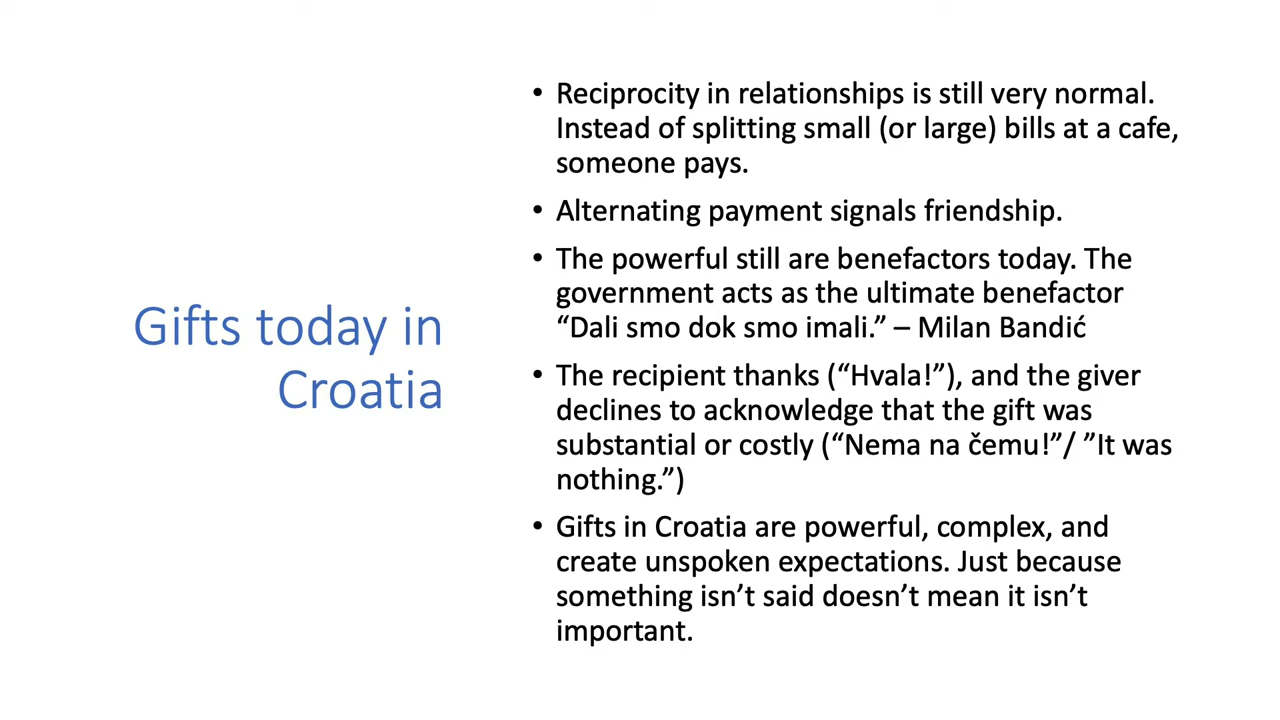 Gifts today in
Croatia
• Reciprocity in relationships is still very normal.
Instead of splitting small (or large) bills at a cafe,
someone pays.
• Alternating payment signals friendship.
• The powerful still are benefactors today. The
government acts as the ultimate benefactor
“Dali smo dok smo imali.” – Milan Bandić
• The recipient thanks (“Hvala!”), and the giver
declines to acknowledge that the gift was
substantial or costly (“Nema na čemu!”/ ”It was
nothing.”)
• Gifts in Croatia are powerful, complex, and
create unspoken expectations. Just because
something isn’t said doesn’t mean it isn’t
important.